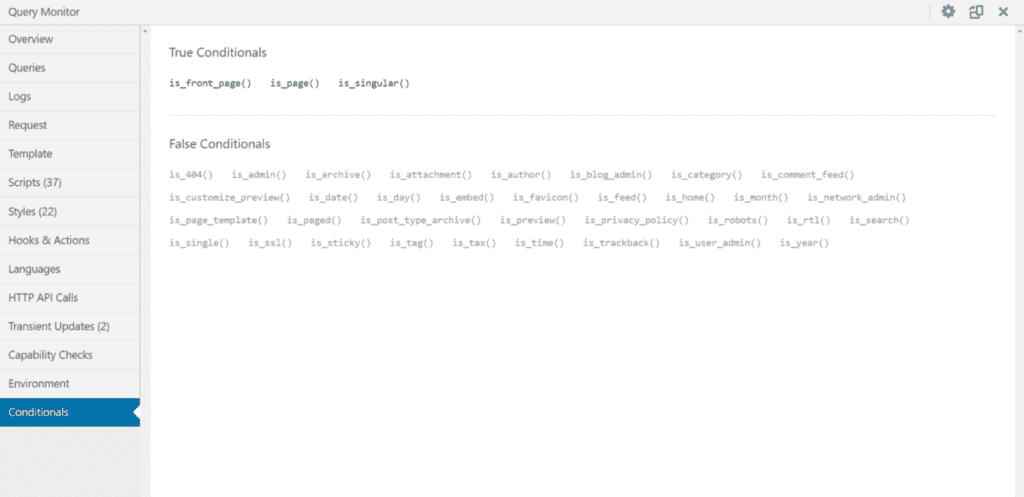 Query Monitor
Overview
Queries
Logs
Request
Template
Scripts (37)
Styles (22)
Hooks & Actions
Languages
HTTP API Calls
Transient Updates (2)
Capability Checks
Environment
Conditionals
True Conditionals
is_front_page() is_page() is_singular()
False Conditionals
is_404() is_admin() is_archive() is_attachment() is_author() is_blog_admin() is_category() is_comment_feed()
is_customize_preview() is_date() is_day() is_embed() is_favicon() is_feed() is_home() is_month() is_network_admin()
is_page_template() is_paged() is_post_type_archive() is_preview() is_privacy_policy() is_robots() is_rtl() is_search()
is_single() is_ssl() is_sticky() is_tag() is_tax() is_time() is_trackback() is_user_admin() is_year()